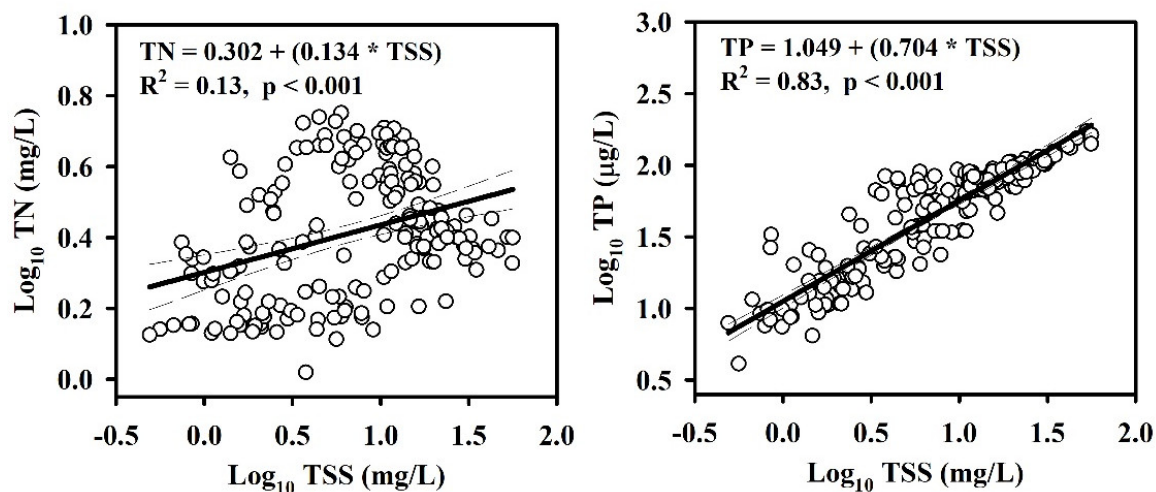 TN = 0.302 + (0.134 * TSS)
R² = 0.13, p < 0.001
Log₁₀ TN (mg/L)
1.0
0.8
0.6
0.4
0.2
0.0
-0.5 0.0 0.5 1.0 1.5 2.0
Log₁₀ TSS (mg/L)
TP = 1.049 + (0.704 * TSS)
R² = 0.83, p < 0.001
Log₁₀ TP (μg/L)
3.0
2.5
2.0
1.5
1.0
0.5
-0.5 0.0 0.5 1.0 1.5 2.0
Log₁₀ TSS (mg/L)